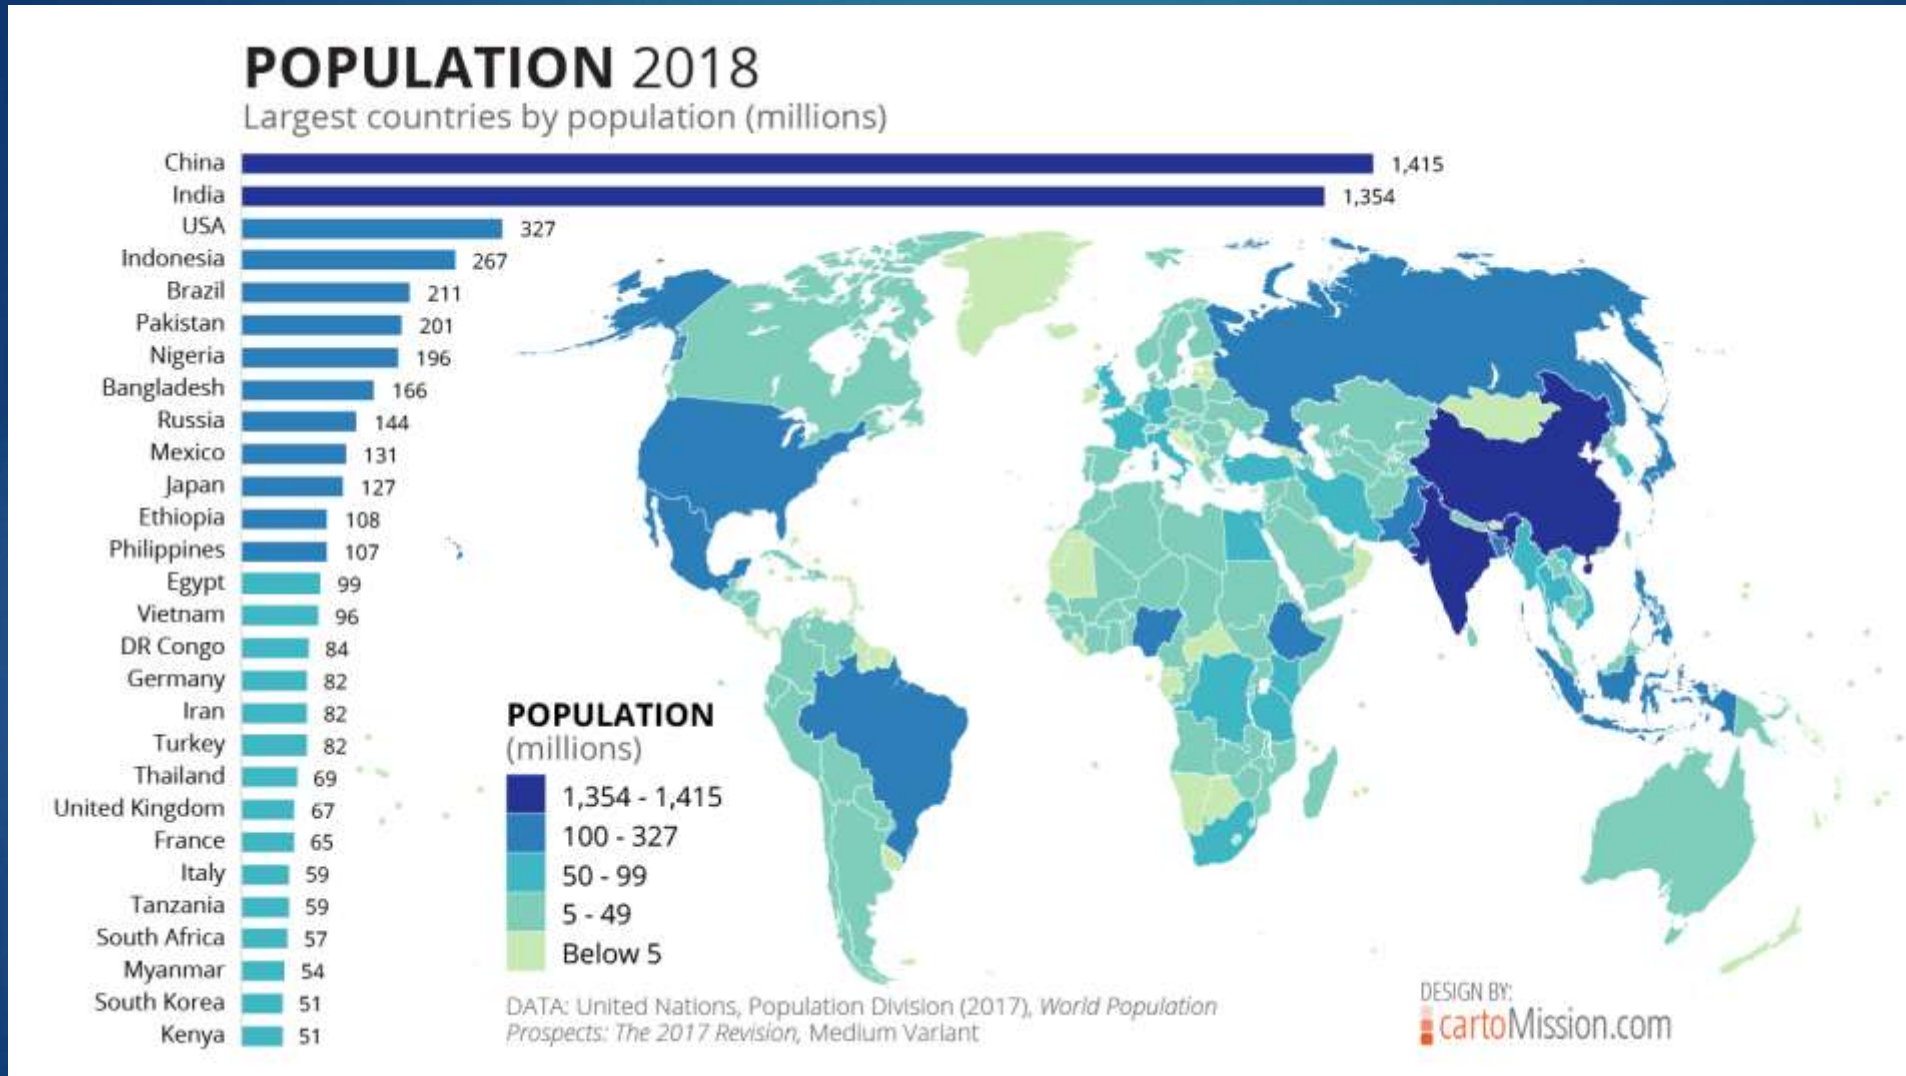 POPULATION 2018
Largest countries by population (millions)
China 1,415
India 1,354
USA 327
Indonesia 267
Brazil 211
Pakistan 201
Nigeria 196
Bangladesh 166
Russia 144
Mexico 131
Japan 127
Ethiopia 108
Philippines 107
Egypt 99
Vietnam 96
DR Congo 84
Germany 82
Iran 82
Turkey 82
Thailand 69
United Kingdom 67
France 65
Italy 59
Tanzania 59
South Africa 57
Myanmar 54
South Korea 51
Kenya 51
POPULATION
(millions)
1,354 - 1,415
100 - 327
50 - 99
5 - 49
Below 5
DATA: United Nations, Population Division (2017), World Population
Prospects: The 2017 Revision, Medium Variant
DESIGN BY:
cartoMission.com